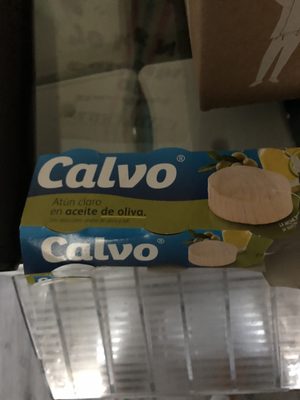 Calvo®
Atún claro
en aceite de oliva.
Calvo®